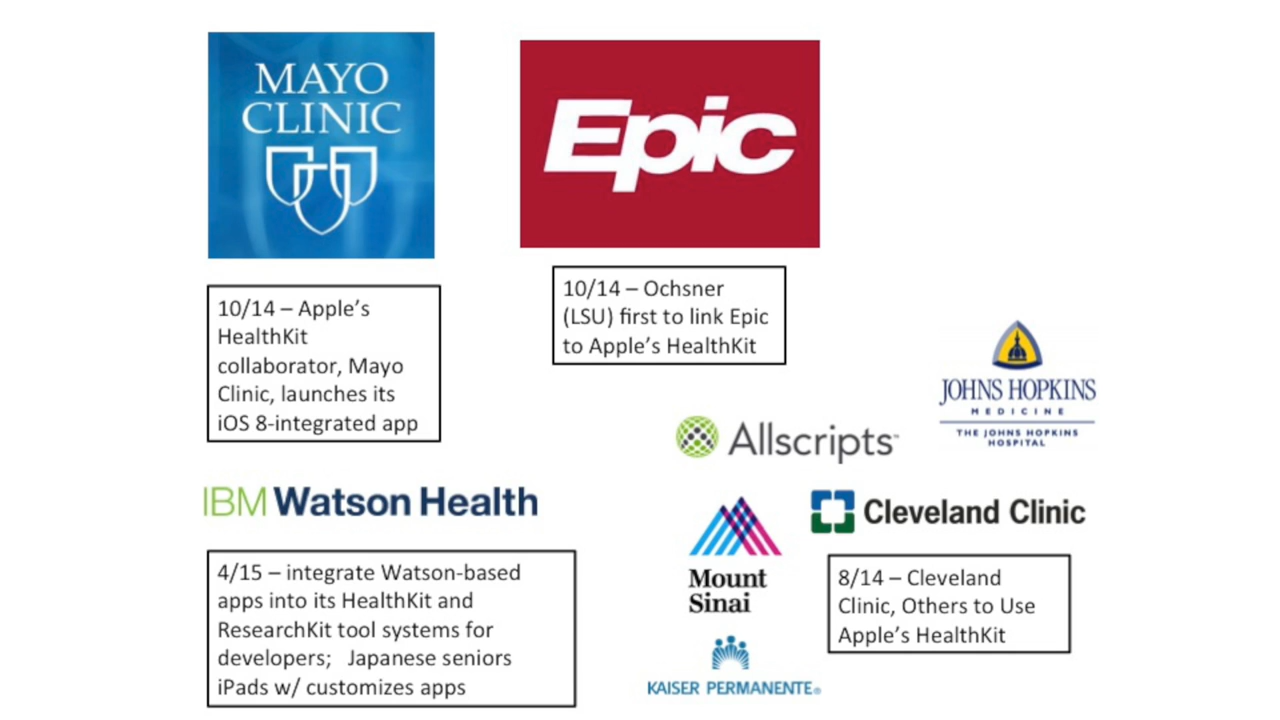 MAYO
CLINIC
Epic
10/14 – Apple’s
HealthKit
collaborator, Mayo
Clinic, launches its
iOS 8-integrated app
10/14 – Ochsner
(LSU) first to link Epic
to Apple’s HealthKit
JOHNS HOPKINS
MEDICINE
THE JOHNS HOPKINS
HOSPITAL
Allscripts™
IBM Watson Health
Cleveland Clinic
Mount
Sinai
4/15 – integrate Watson-based
apps into its HealthKit and
ResearchKit tool systems for
developers;   Japanese seniors
iPads w/ customizes apps
8/14 – Cleveland
Clinic, Others to Use
Apple’s HealthKit
KAISER PERMANENTE®